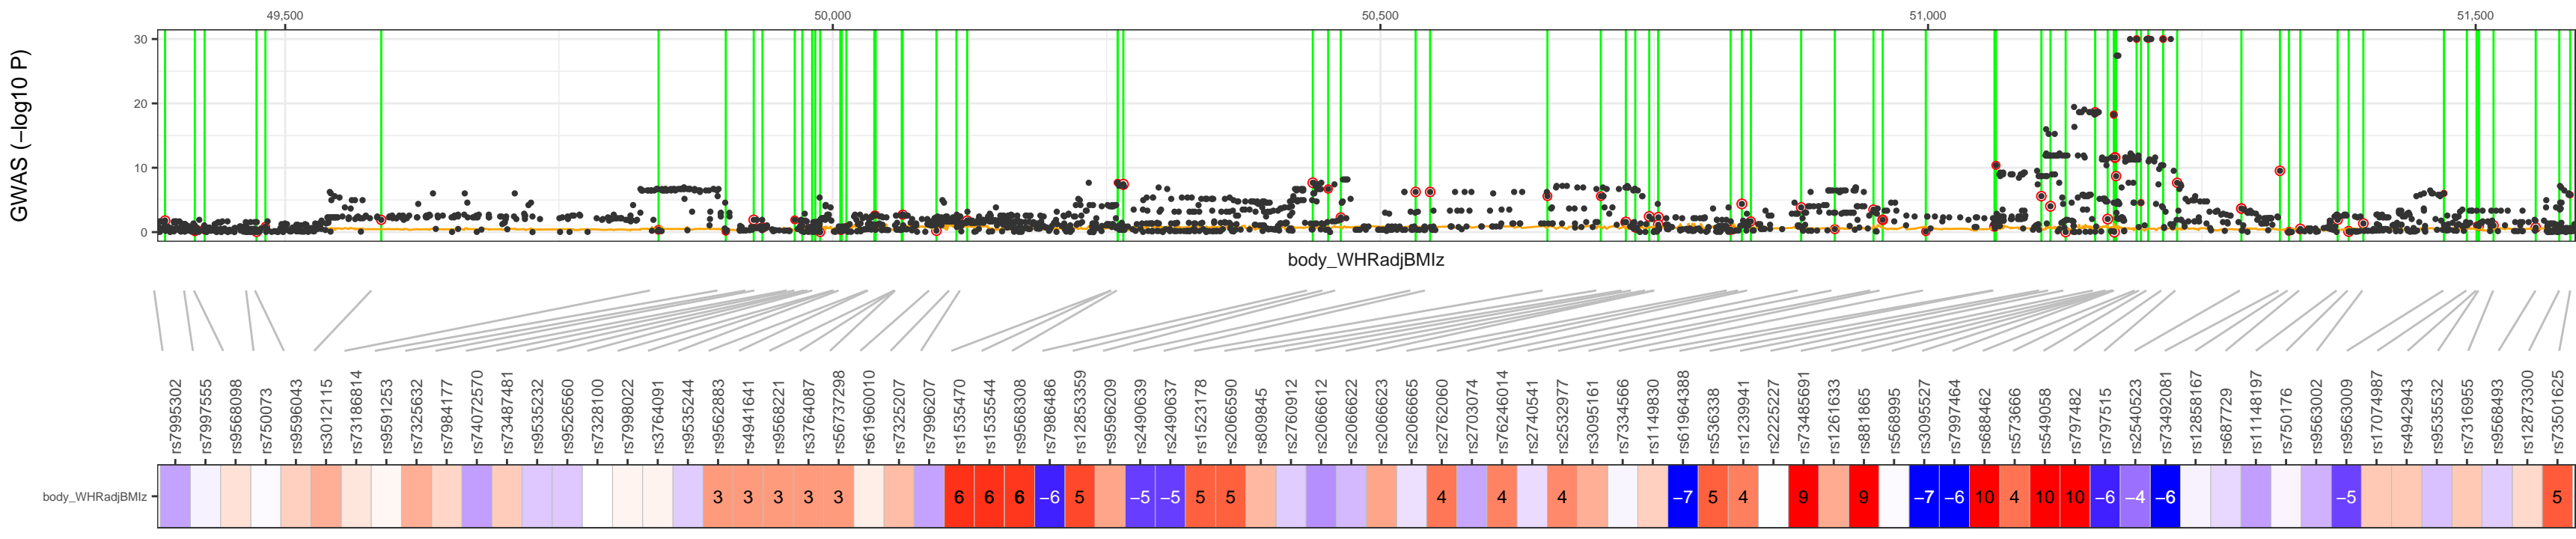 49,500 50,000 50,500 51,000 51,500
GWAS (−log10 P)
30
20
10
0
body_WHRadjBMIz
rs7995302 rs7997555 rs9568098 rs750073 rs9596043 rs3012115 rs73186814 rs9591253 rs7325632 rs7984177 rs74072570 rs73487481 rs9535232 rs9526560 rs7328100 rs7998022 rs3764091 rs9535244 rs9562883 rs4941641 rs9568221 rs3764087 rs56737298 rs61960010 rs7325207 rs7996207 rs1535470 rs1535544 rs9568308 rs7986486 rs12853359 rs9596209 rs2490639 rs2490637 rs1523178 rs2066590 rs809845 rs2760912 rs2066612 rs2066622 rs2066623 rs2066665 rs2762060 rs2703074 rs76246014 rs2740541 rs2532977 rs3095161 rs7334566 rs1149830 rs61964388 rs536338 rs1239941 rs2225227 rs73485691 rs1261633 rs881865 rs568995 rs3095527 rs7997464 rs688462 rs573666 rs549058 rs797482 rs797515 rs2540523 rs73492081 rs12858167 rs687729 rs11148197 rs750176 rs9563002 rs9563009 rs17074987 rs4942943 rs9535532 rs7316955 rs9568493 rs12873300 rs73501625
body_WHRadjBMIz 3 3 3 3 3 6 6 6 −6 5 −5 −5 5 5 4 4 4 −7 5 4 9 9 −7 −6 10 4 10 10 −6 −4 −6 −5 5